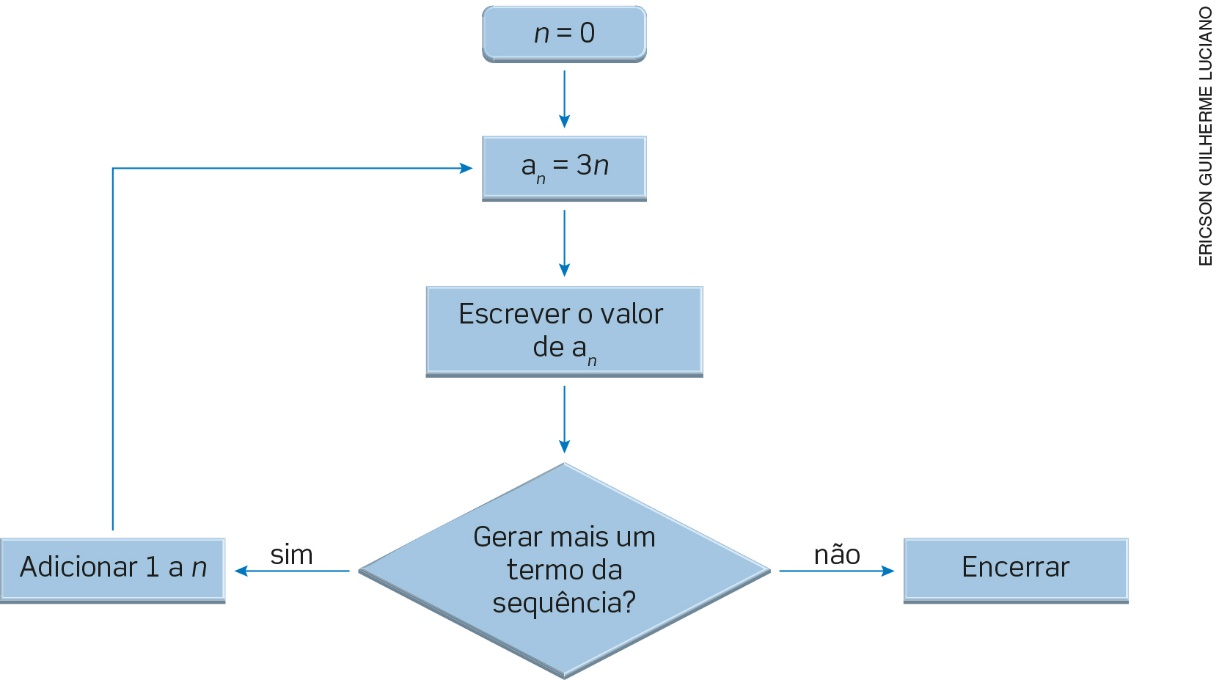 n = 0
aₙ = 3n
Escrever o valor
de aₙ
Gerar mais um
termo da
sequência?
sim
Adicionar 1 a n
não
Encerrar
ERICSON GUILHERME LUCIANO